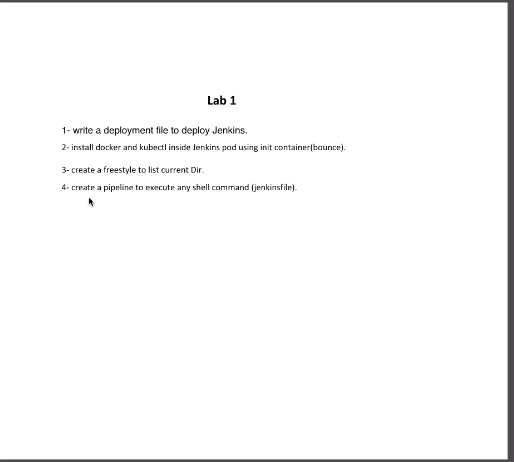 Lab 1
1- write a deployment file to deploy Jenkins.
2- install docker and kubectl inside Jenkins pod using init container(bounce).
3- create a freestyle to list current Dir.
4- create a pipeline to execute any shell command (jenkinsfile).